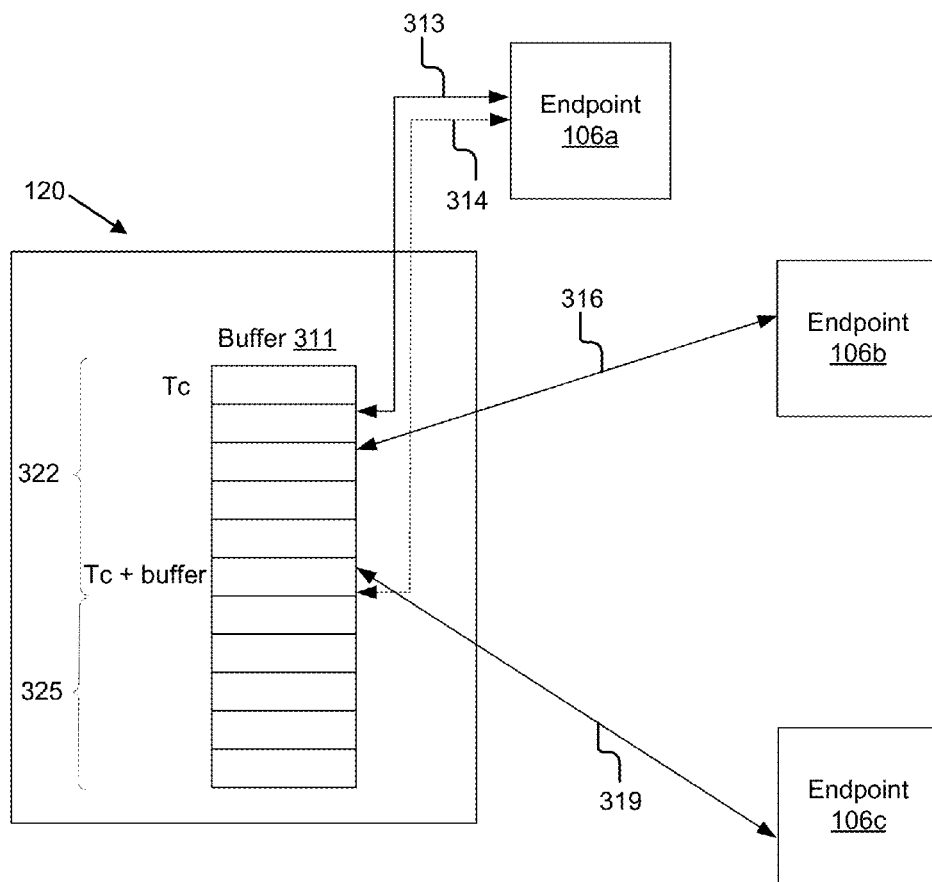 313
Endpoint
106a
314
120
316
Endpoint
106b
Buffer 311
Tc
322
Tc + buffer
325
319
Endpoint
106c